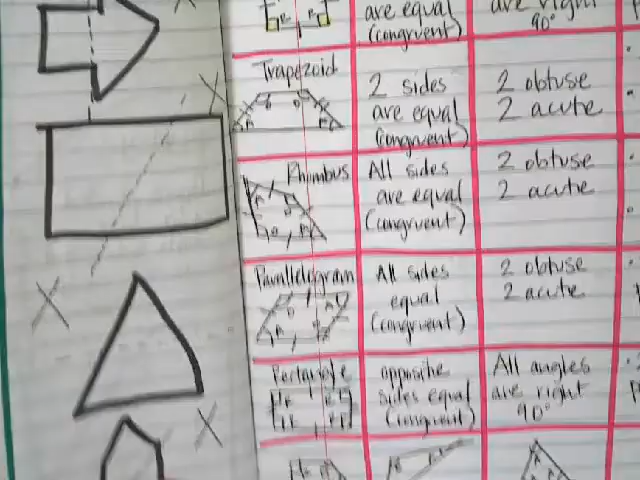 are equal
(congruent)
are right
90°
Trapezoid
2 sides
are equal
(congruent)
2 obtuse
2 acute
Rhimbus
All sides
are equal
(congruent)
2 obtuse
2 acute
Parallelogram
All sides
equal
(congruent)
2 obtuse
2 acute
Rectangle
opposite
sides equal
(congruent)
All angles
are right
90°